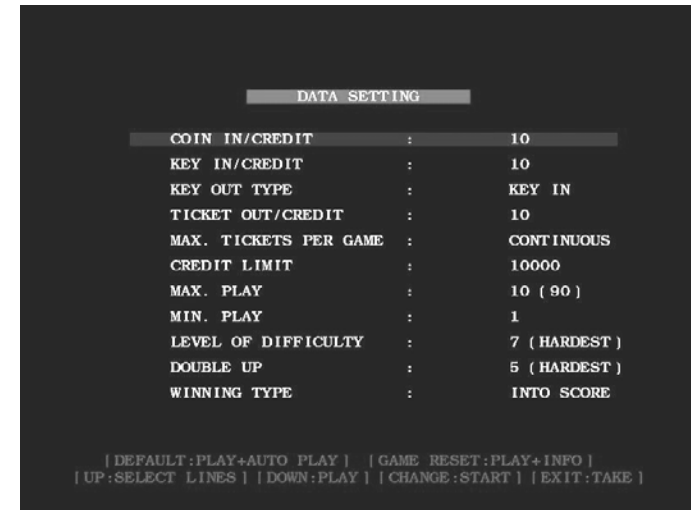 DATA SETTING
COIN IN/CREDIT : 10
KEY IN/CREDIT : 10
KEY OUT TYPE : KEY IN
TICKET OUT/CREDIT : 10
MAX. TICKETS PER GAME : CONTINUOUS
CREDIT LIMIT : 10000
MAX. PLAY : 10 (90)
MIN. PLAY : 1
LEVEL OF DIFFICULTY : 7 (HARDEST)
DOUBLE UP : 5 (HARDEST)
WINNING TYPE : INTO SCORE
[DEFAULT:PLAY+AUTO PLAY] [GAME RESET:PLAY+INFO]
[UP:SELECT LINES] [DOWN:PLAY] [CHANGE:START] [EXIT:TAKE]